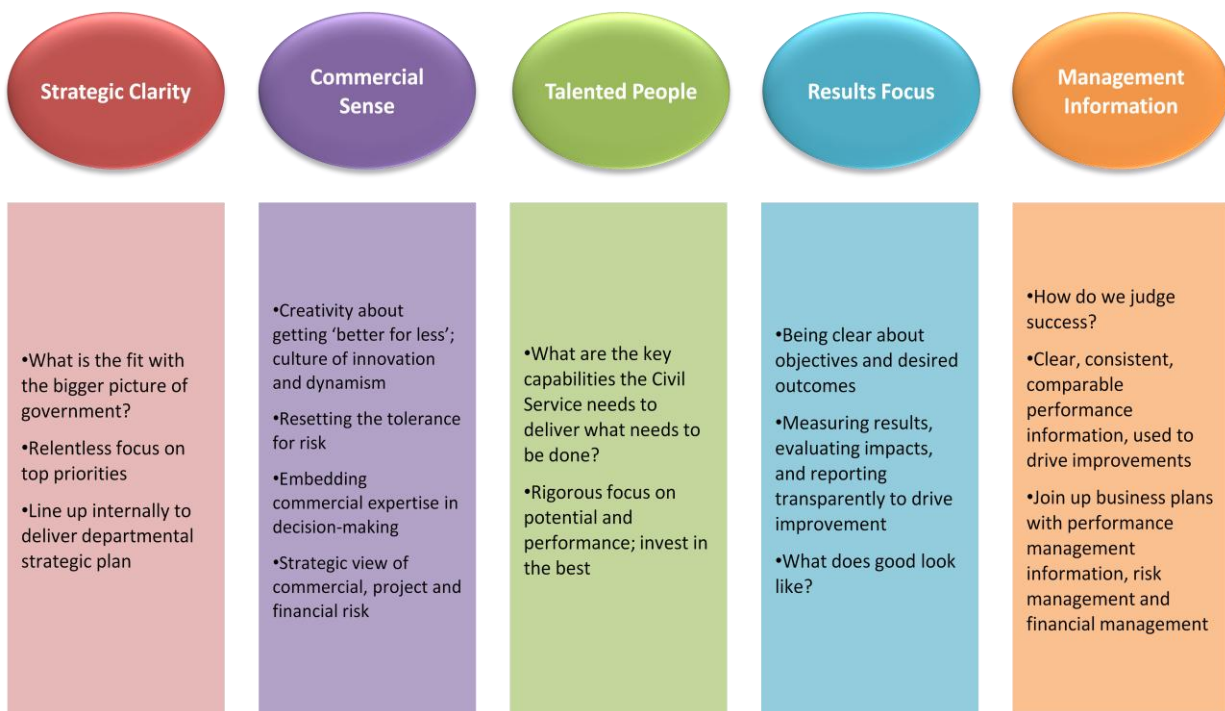 Strategic Clarity
•What is the fit with
the bigger picture of
government?
•Relentless focus on
top priorities
•Line up internally to
deliver departmental
strategic plan
Commercial
Sense
•Creativity about
getting ‘better for less’;
culture of innovation
and dynamism
•Resetting the tolerance
for risk
•Embedding
commercial expertise in
decision-making
•Strategic view of
commercial, project and
financial risk
Talented People
•What are the key
capabilities the Civil
Service needs to
deliver what needs to
be done?
•Rigorous focus on
potential and
performance; invest in
the best
Results Focus
•Being clear about
objectives and desired
outcomes
•Measuring results,
evaluating impacts,
and reporting
transparently to drive
improvement
•What does good look
like?
Management
Information
•How do we judge
success?
•Clear, consistent,
comparable
performance
information, used to
drive improvements
•Join up business plans
with performance
management
information, risk
management and
financial management